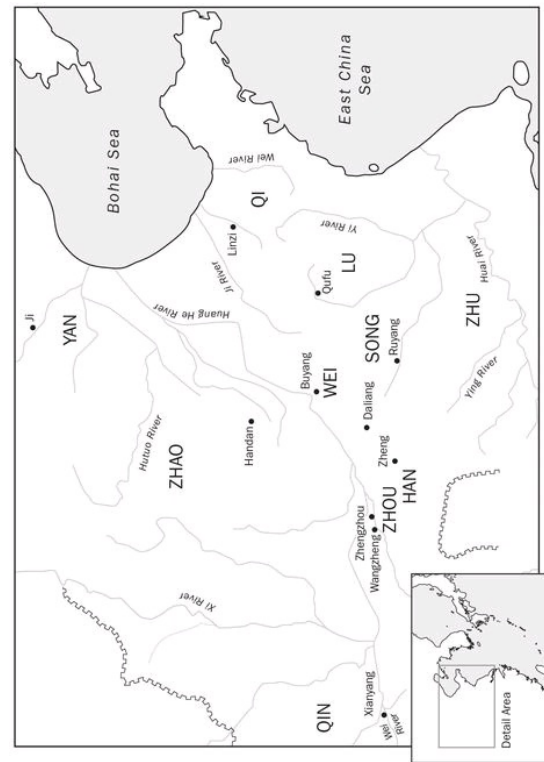 Bohai Sea
East China
Sea
Ji
YAN
Wei River
QI
Linzi
Ji River
Yi River
LU
Qufu
Huang He River
Hutuo River
ZHAO
Handan
Buyang
WEI
SONG
Ruyang
Daliang
Huai River
ZHU
Ying River
Zheng
HAN
ZHOU
Zhengzhou
Wangzheng
Xi River
QIN
Xianyang
Wei
River
Detail Area